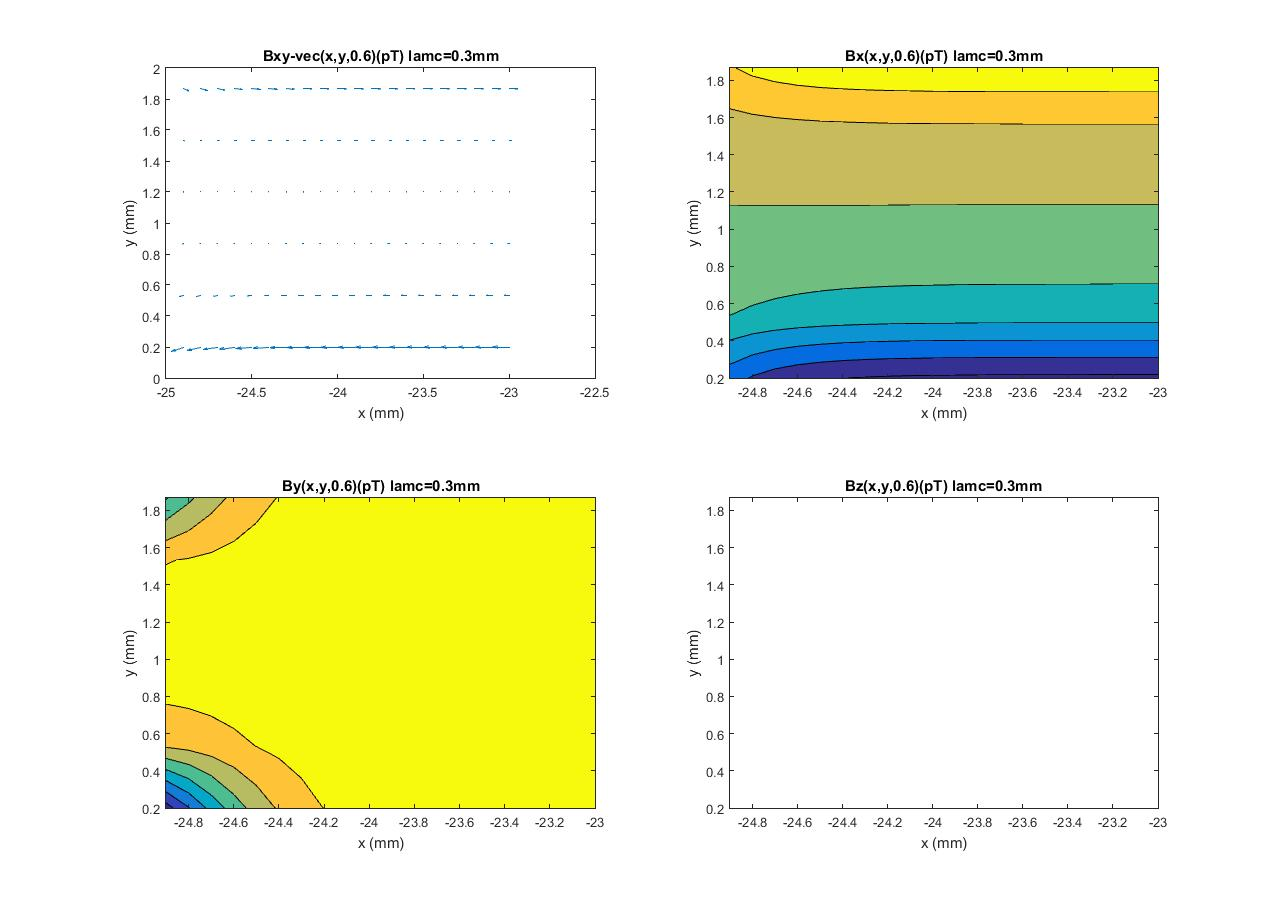 Bxy-vec(x,y,0.6)(pT) lamc=0.3mm
2
1.8
1.6
1.4
1.2
1
0.8
0.6
0.4
0.2
0
y (mm)
-25 -24.5 -24 -23.5 -23 -22.5
x (mm)
Bx(x,y,0.6)(pT) lamc=0.3mm
1.8
1.6
1.4
1.2
1
0.8
0.6
0.4
0.2
y (mm)
-24.8 -24.6 -24.4 -24.2 -24 -23.8 -23.6 -23.4 -23.2 -23
x (mm)
By(x,y,0.6)(pT) lamc=0.3mm
1.8
1.6
1.4
1.2
1
0.8
0.6
0.4
0.2
y (mm)
-24.8 -24.6 -24.4 -24.2 -24 -23.8 -23.6 -23.4 -23.2 -23
x (mm)
Bz(x,y,0.6)(pT) lamc=0.3mm
1.8
1.6
1.4
1.2
1
0.8
0.6
0.4
0.2
y (mm)
-24.8 -24.6 -24.4 -24.2 -24 -23.8 -23.6 -23.4 -23.2 -23
x (mm)